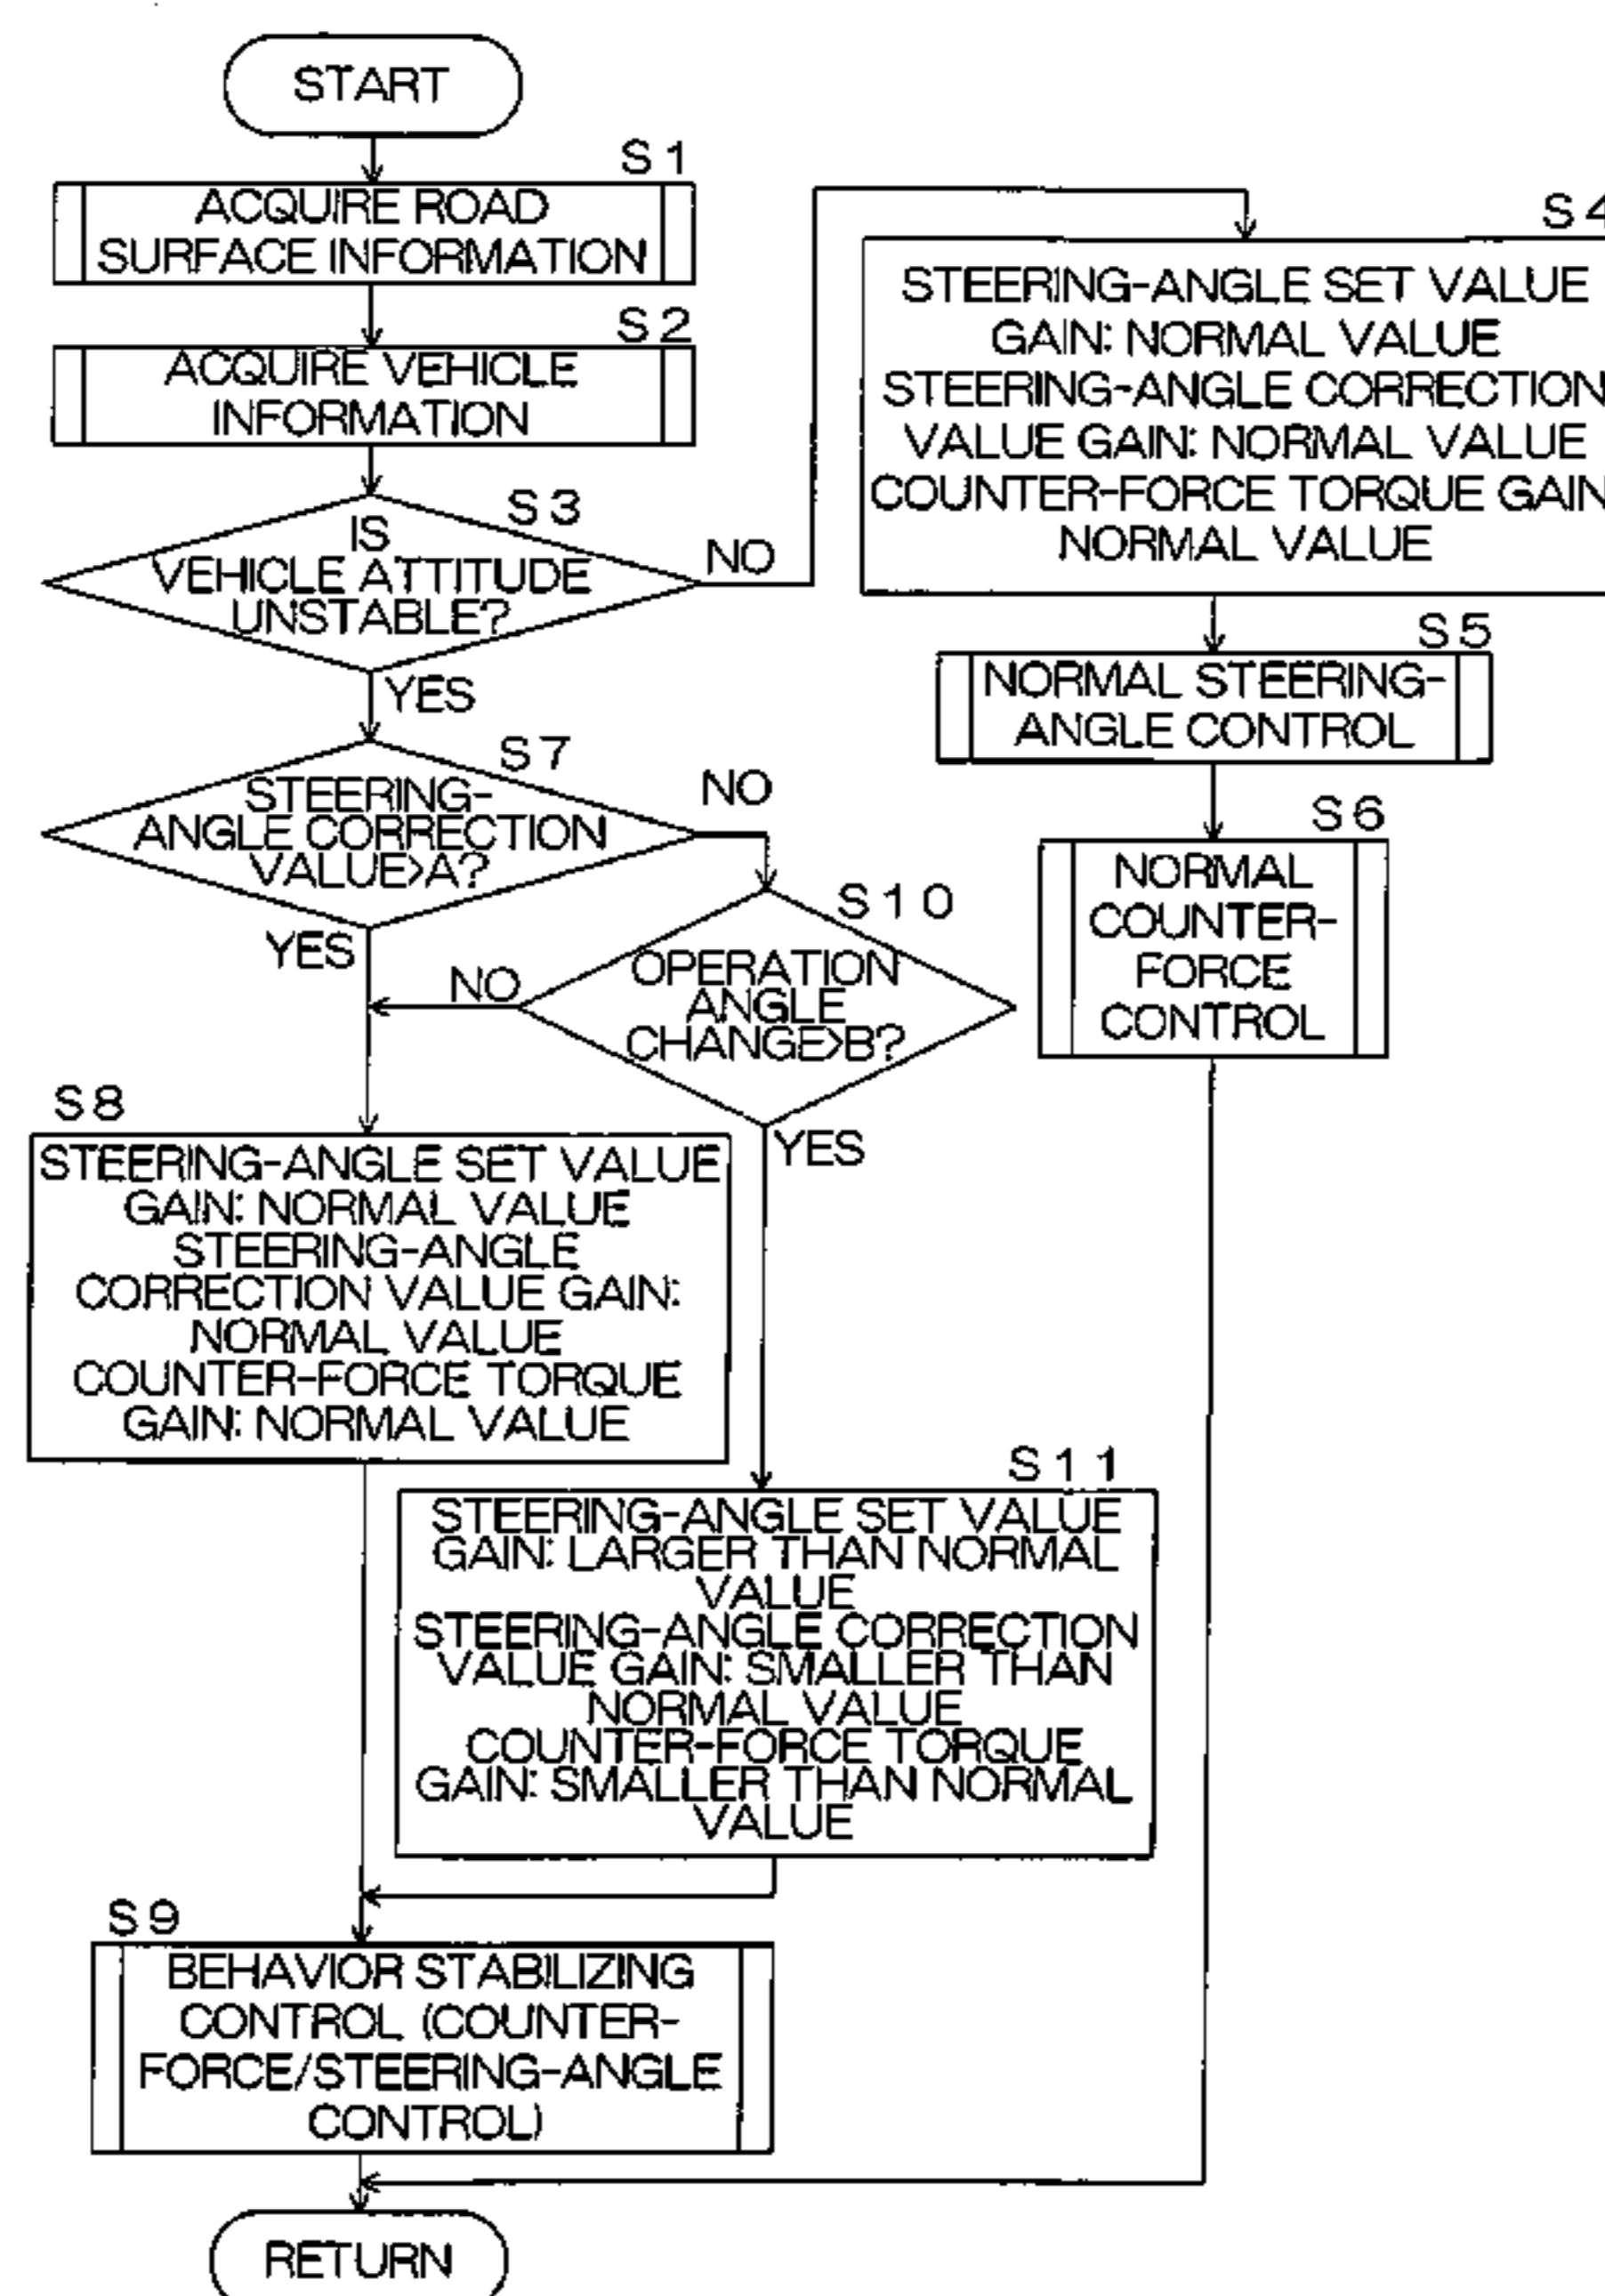 START
S1
ACQUIRE ROAD
SURFACE INFORMATION
S2
ACQUIRE VEHICLE
INFORMATION
S3
IS
VEHICLE ATTITUDE
UNSTABLE?
NO
YES
S4
STEERING-ANGLE SET VALUE
GAIN: NORMAL VALUE
STEERING-ANGLE CORRECTION
VALUE GAIN: NORMAL VALUE
COUNTER-FORCE TORQUE GAIN
NORMAL VALUE
S5
NORMAL STEERING-
ANGLE CONTROL
S6
NORMAL
COUNTER-
FORCE
CONTROL
S7
STEERING-
ANGLE CORRECTION
VALUE>A?
NO
YES
S10
OPERATION
ANGLE
CHANGE>B?
NO
YES
S8
STEERING-ANGLE SET VALUE
GAIN: NORMAL VALUE
STEERING-ANGLE
CORRECTION VALUE GAIN:
NORMAL VALUE
COUNTER-FORCE TORQUE
GAIN: NORMAL VALUE
S11
STEERING-ANGLE SET VALUE
GAIN: LARGER THAN NORMAL
VALUE
STEERING-ANGLE CORRECTION
VALUE GAIN: SMALLER THAN
NORMAL VALUE
COUNTER-FORCE TORQUE
GAIN: SMALLER THAN NORMAL
VALUE
S9
BEHAVIOR STABILIZING
CONTROL (COUNTER-
FORCE/STEERING-ANGLE
CONTROL)
RETURN